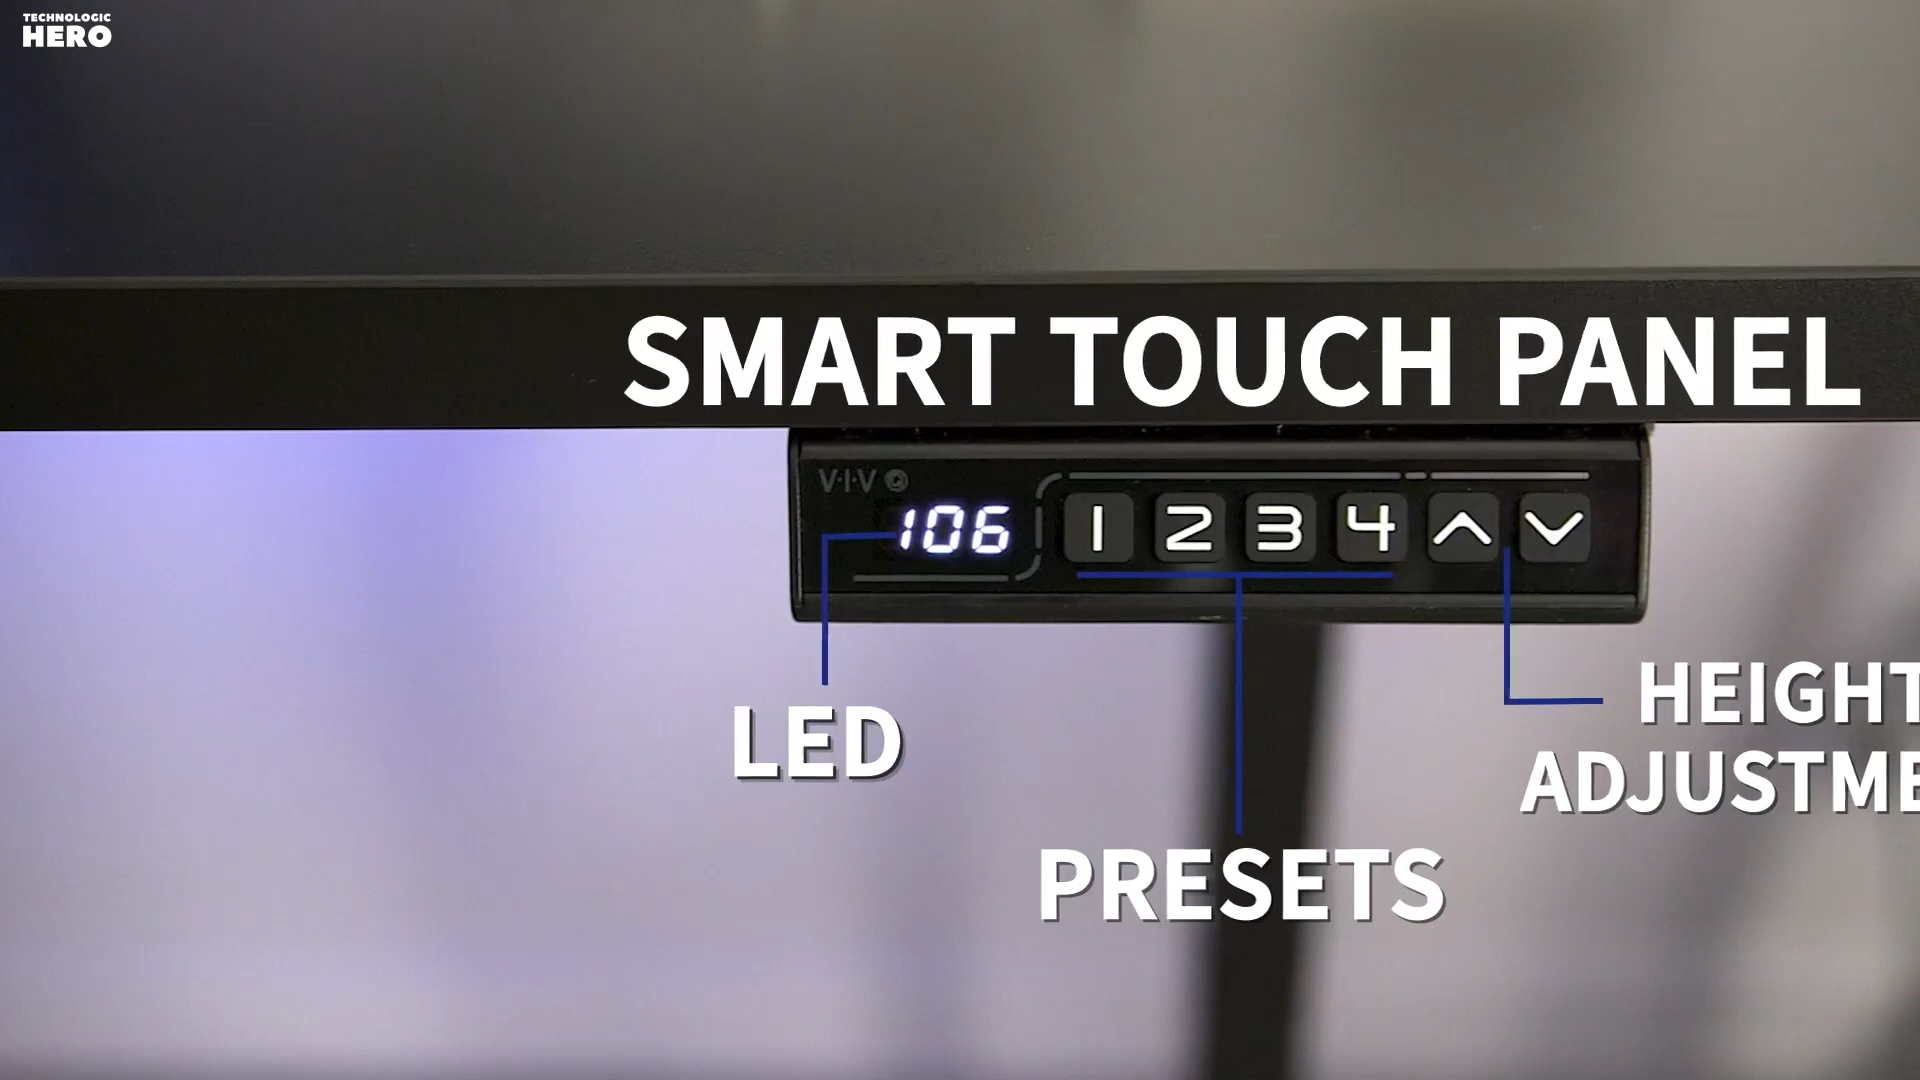 TECHNOLOGIC
HERO
SMART TOUCH PANEL
V·I·V
106 1 2 3 4
LED
HEIGHT
ADJUSTME
PRESETS